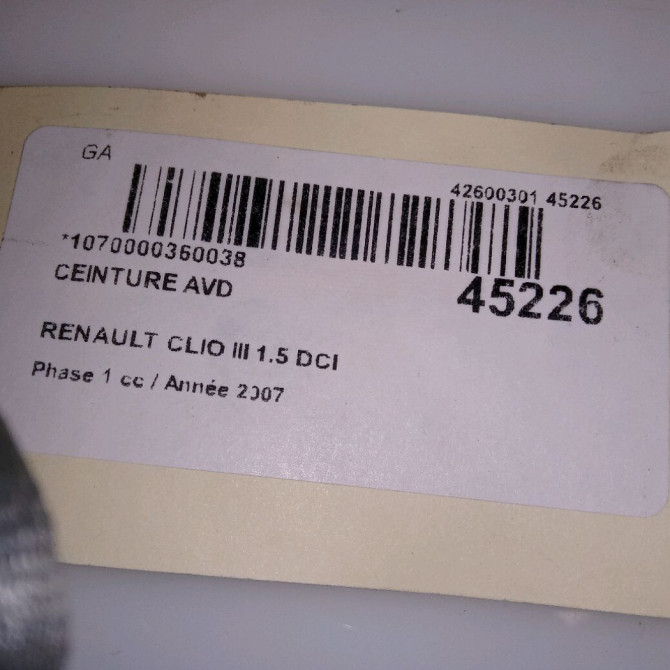 GA
42600301 45226
*1070000360038
CEINTURE AVD
45226
RENAULT CLIO III 1.5 DCI
Phase 1 cc / Année 2007